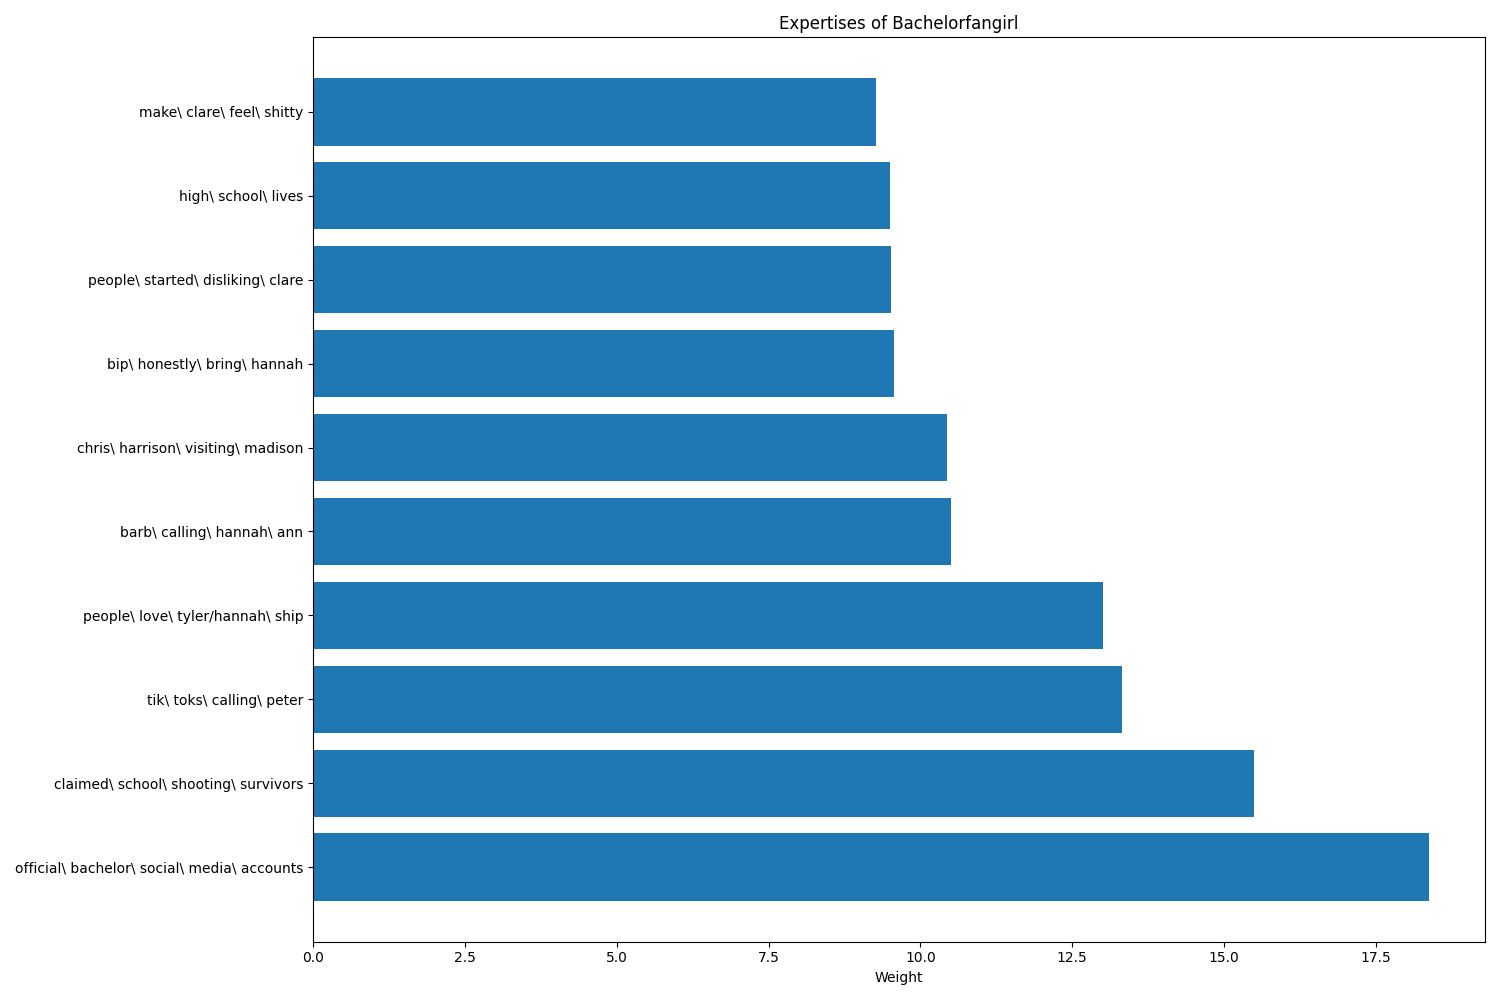 Expertises of Bachelorfangirl
make\ clare\ feel\ shitty
high\ school\ lives
people\ started\ disliking\ clare
bip\ honestly\ bring\ hannah
chris\ harrison\ visiting\ madison
barb\ calling\ hannah\ ann
people\ love\ tyler/hannah\ ship
tik\ toks\ calling\ peter
claimed\ school\ shooting\ survivors
official\ bachelor\ social\ media\ accounts
0.0 2.5 5.0 7.5 10.0 12.5 15.0 17.5
Weight